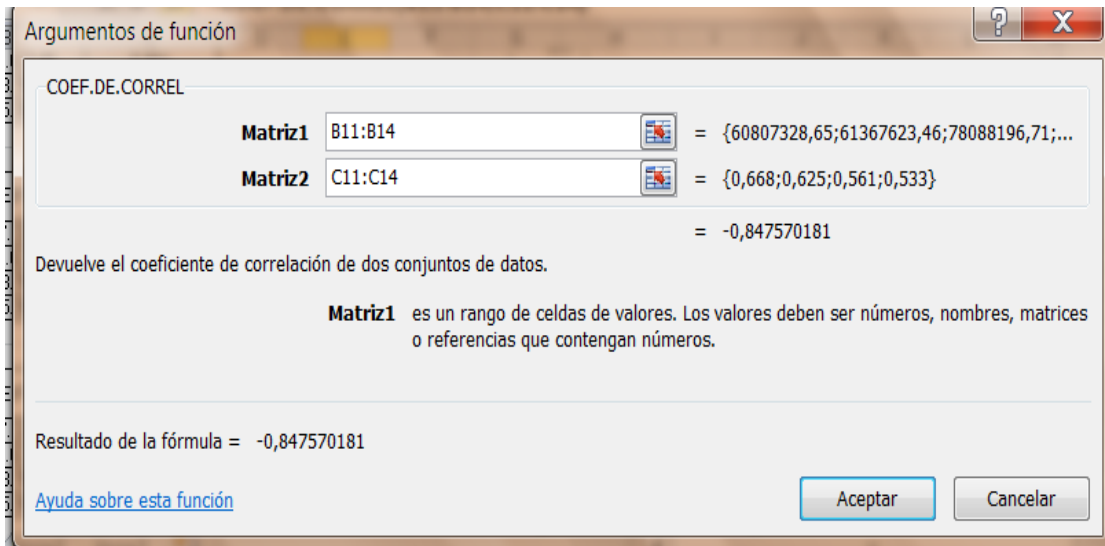 Argumentos de función
COEF.DE.CORREL
Matriz1 B11:B14 = {60807328,65;61367623,46;78088196,71;...
Matriz2 C11:C14 = {0,668;0,625;0,561;0,533}
= -0,847570181
Devuelve el coeficiente de correlación de dos conjuntos de datos.
Matriz1 es un rango de celdas de valores. Los valores deben ser números, nombres, matrices
o referencias que contengan números.
Resultado de la fórmula = -0,847570181
Ayuda sobre esta función
Aceptar Cancelar